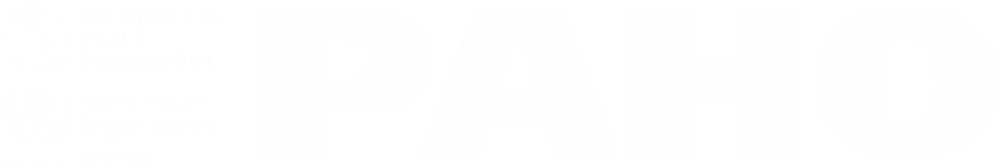 Pan American
Health
Organization
World Health
Organization
Americas
PAHO